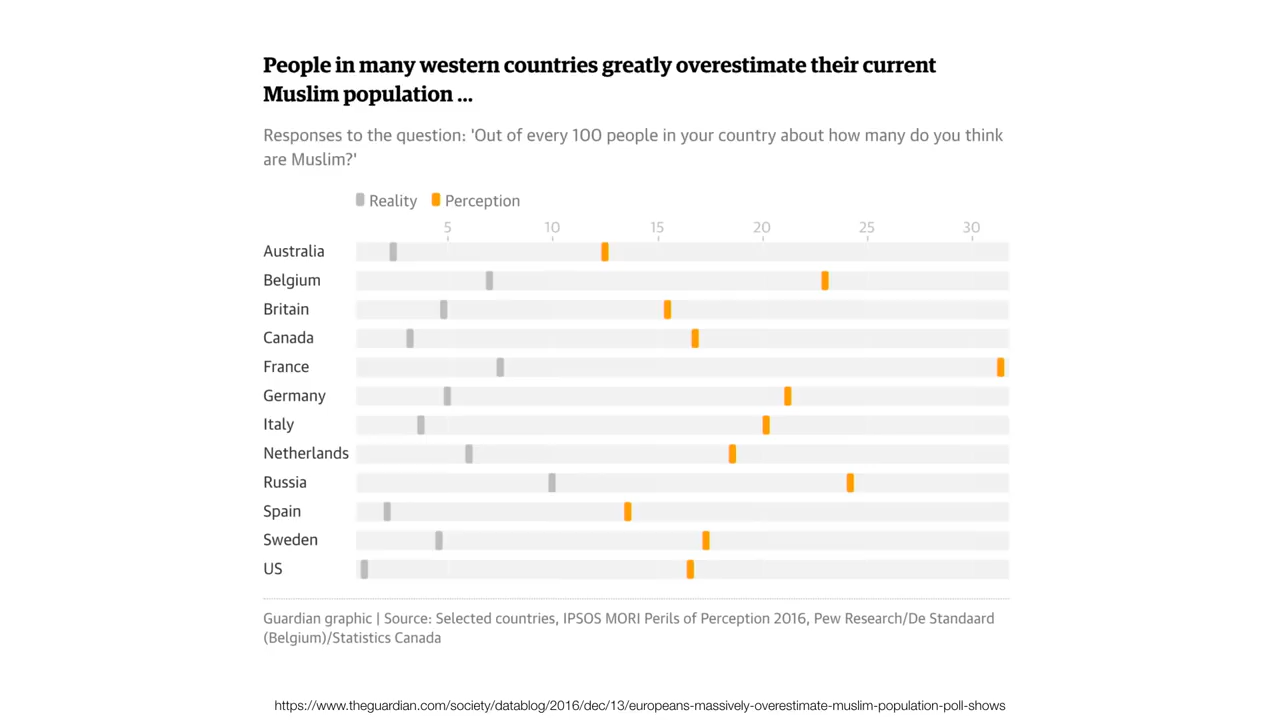 People in many western countries greatly overestimate their current
Muslim population ...
Responses to the question: 'Out of every 100 people in your country about how many do you think
are Muslim?'
Reality Perception
5 10 15 20 25 30
Australia
Belgium
Britain
Canada
France
Germany
Italy
Netherlands
Russia
Spain
Sweden
US
Guardian graphic | Source: Selected countries, IPSOS MORI Perils of Perception 2016, Pew Research/De Standaard
(Belgium)/Statistics Canada
https://www.theguardian.com/society/datablog/2016/dec/13/europeans-massively-overestimate-muslim-population-poll-shows